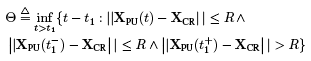 Θ ≜ inf_{t>t_1} {t − t_1 : ||X_PU(t) − X_CR|| ≤ R ∧
||X_PU(t_1^−) − X_CR|| ≤ R ∧ ||X_PU(t_1^+) − X_CR|| > R}